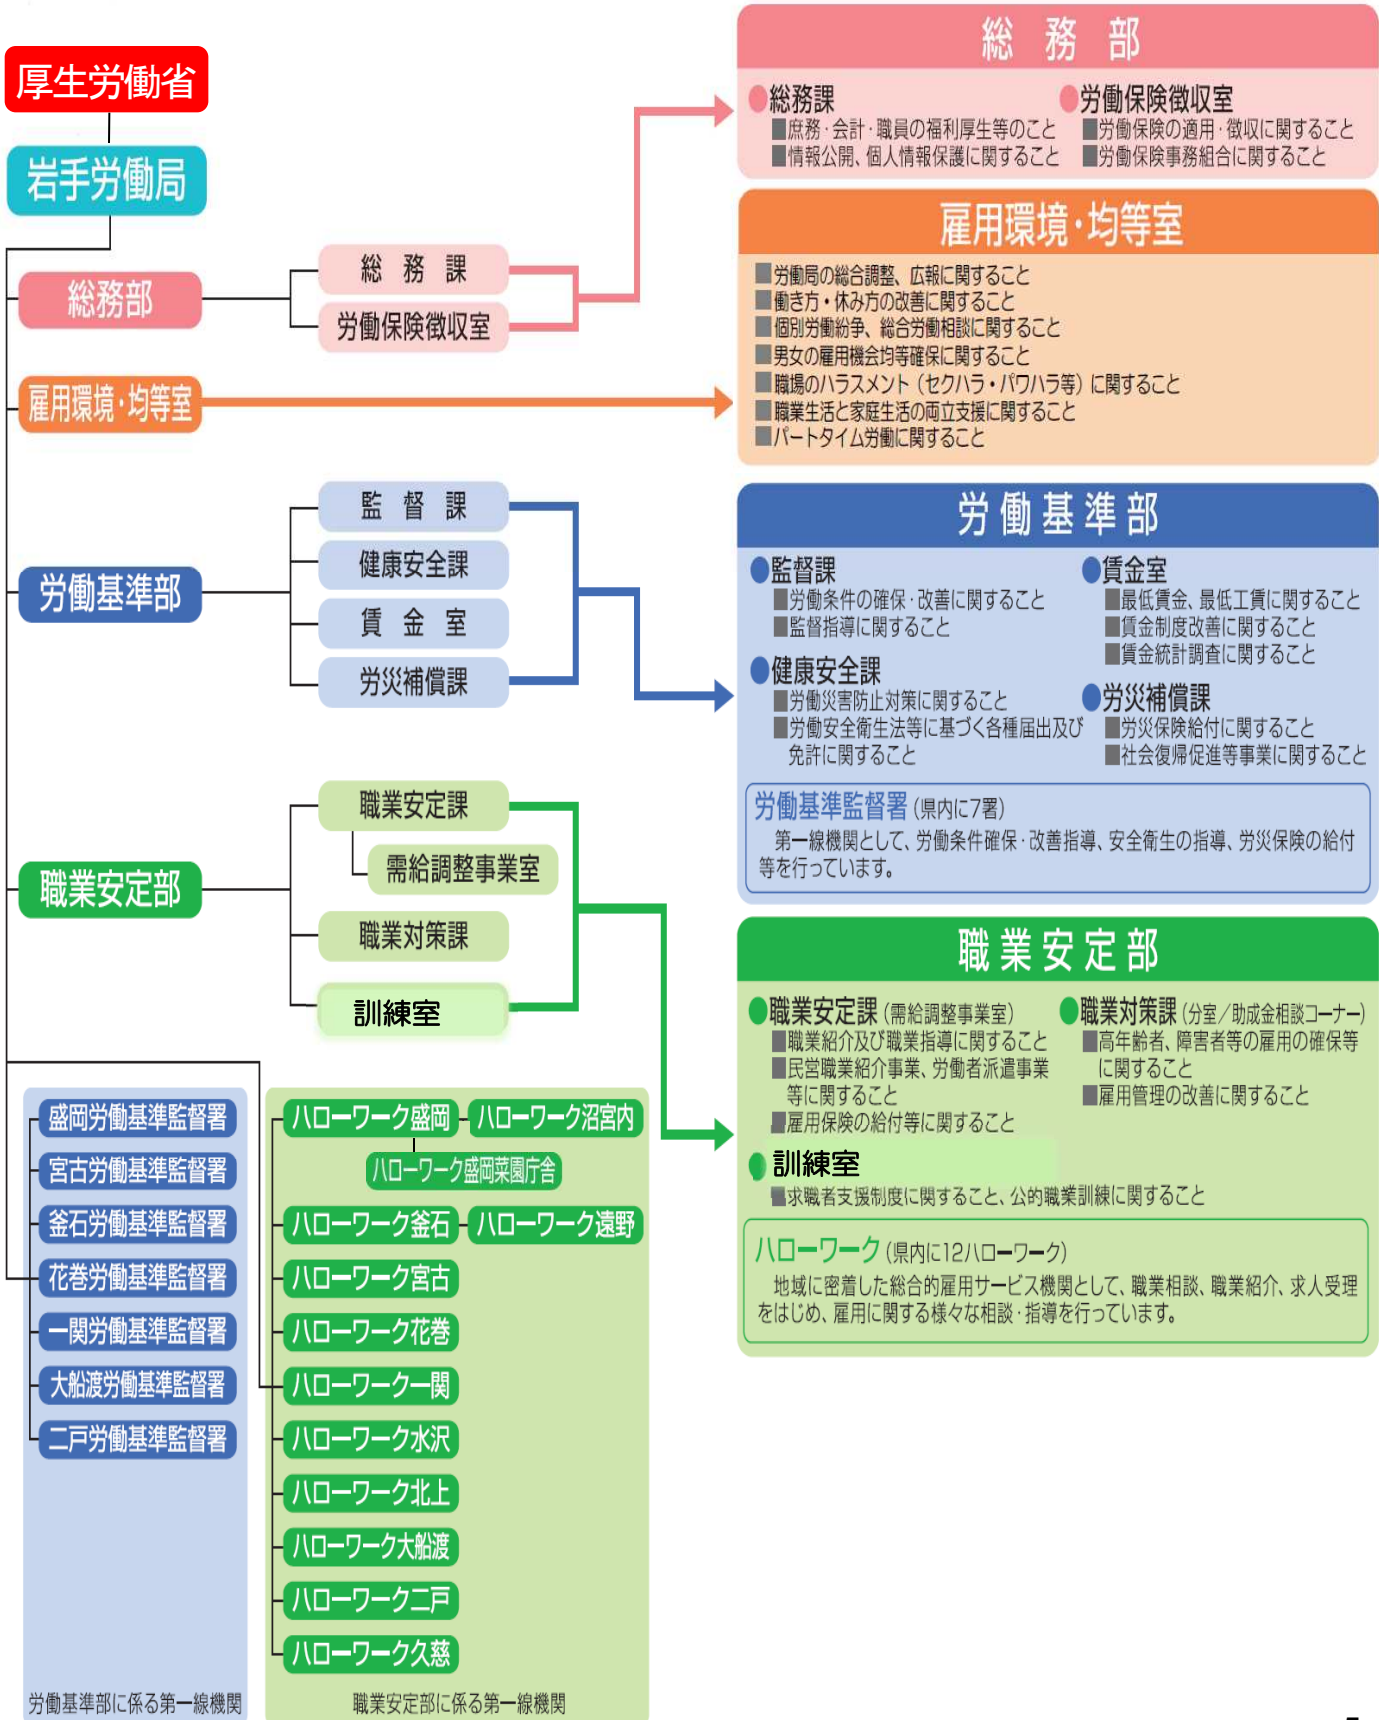 厚生労働省
岩手労働局
総務部
総務課
労働保険徴収室
雇用環境・均等室
労働基準部
監督課
健康安全課
賃金室
労災補償課
職業安定部
職業安定課
需給調整事業室
職業対策課
訓練室
盛岡労働基準監督署
宮古労働基準監督署
釜石労働基準監督署
花巻労働基準監督署
一関労働基準監督署
大船渡労働基準監督署
二戸労働基準監督署
労働基準部に係る第一線機関
ハローワーク盛岡
ハローワーク沼宮内
ハローワーク盛岡菜園庁舎
ハローワーク釜石
ハローワーク遠野
ハローワーク宮古
ハローワーク花巻
ハローワーク一関
ハローワーク水沢
ハローワーク北上
ハローワーク大船渡
ハローワーク二戸
ハローワーク久慈
職業安定部に係る第一線機関
総務部
●総務課
■庶務・会計・職員の福利厚生等のこと
■情報公開、個人情報保護に関すること
●労働保険徴収室
■労働保険の適用・徴収に関すること
■労働保険事務組合に関すること
雇用環境・均等室
■労働局の総合調整、広報に関すること
■働き方・休み方の改善に関すること
■個別労働紛争、総合労働相談に関すること
■男女の雇用機会均等確保に関すること
■職場のハラスメント（セクハラ・パワハラ等）に関すること
■職業生活と家庭生活の両立支援に関すること
■パートタイム労働に関すること
労働基準部
●監督課
■労働条件の確保・改善に関すること
■監督指導に関すること
●健康安全課
■労働災害防止対策に関すること
■労働安全衛生法等に基づく各種届出及び
免許に関すること
●賃金室
■最低賃金、最低工賃に関すること
■賃金制度改善に関すること
■賃金統計調査に関すること
●労災補償課
■労災保険給付に関すること
■社会復帰促進等事業に関すること
労働基準監督署（県内に7署）
第一線機関として、労働条件確保・改善指導、安全衛生の指導、労災保険の給付
等を行っています。
職業安定部
●職業安定課（需給調整事業室）
■職業紹介及び職業指導に関すること
■民営職業紹介事業、労働者派遣事業
等に関すること
■雇用保険の給付等に関すること
●職業対策課（分室／助成金相談コーナー）
■高年齢者、障害者等の雇用の確保等
に関すること
■雇用管理の改善に関すること
●訓練室
■求職者支援制度に関すること、公的職業訓練に関すること
ハローワーク（県内に12ハローワーク）
地域に密着した総合的雇用サービス機関として、職業相談、職業紹介、求人受理
をはじめ、雇用に関する様々な相談・指導を行っています。